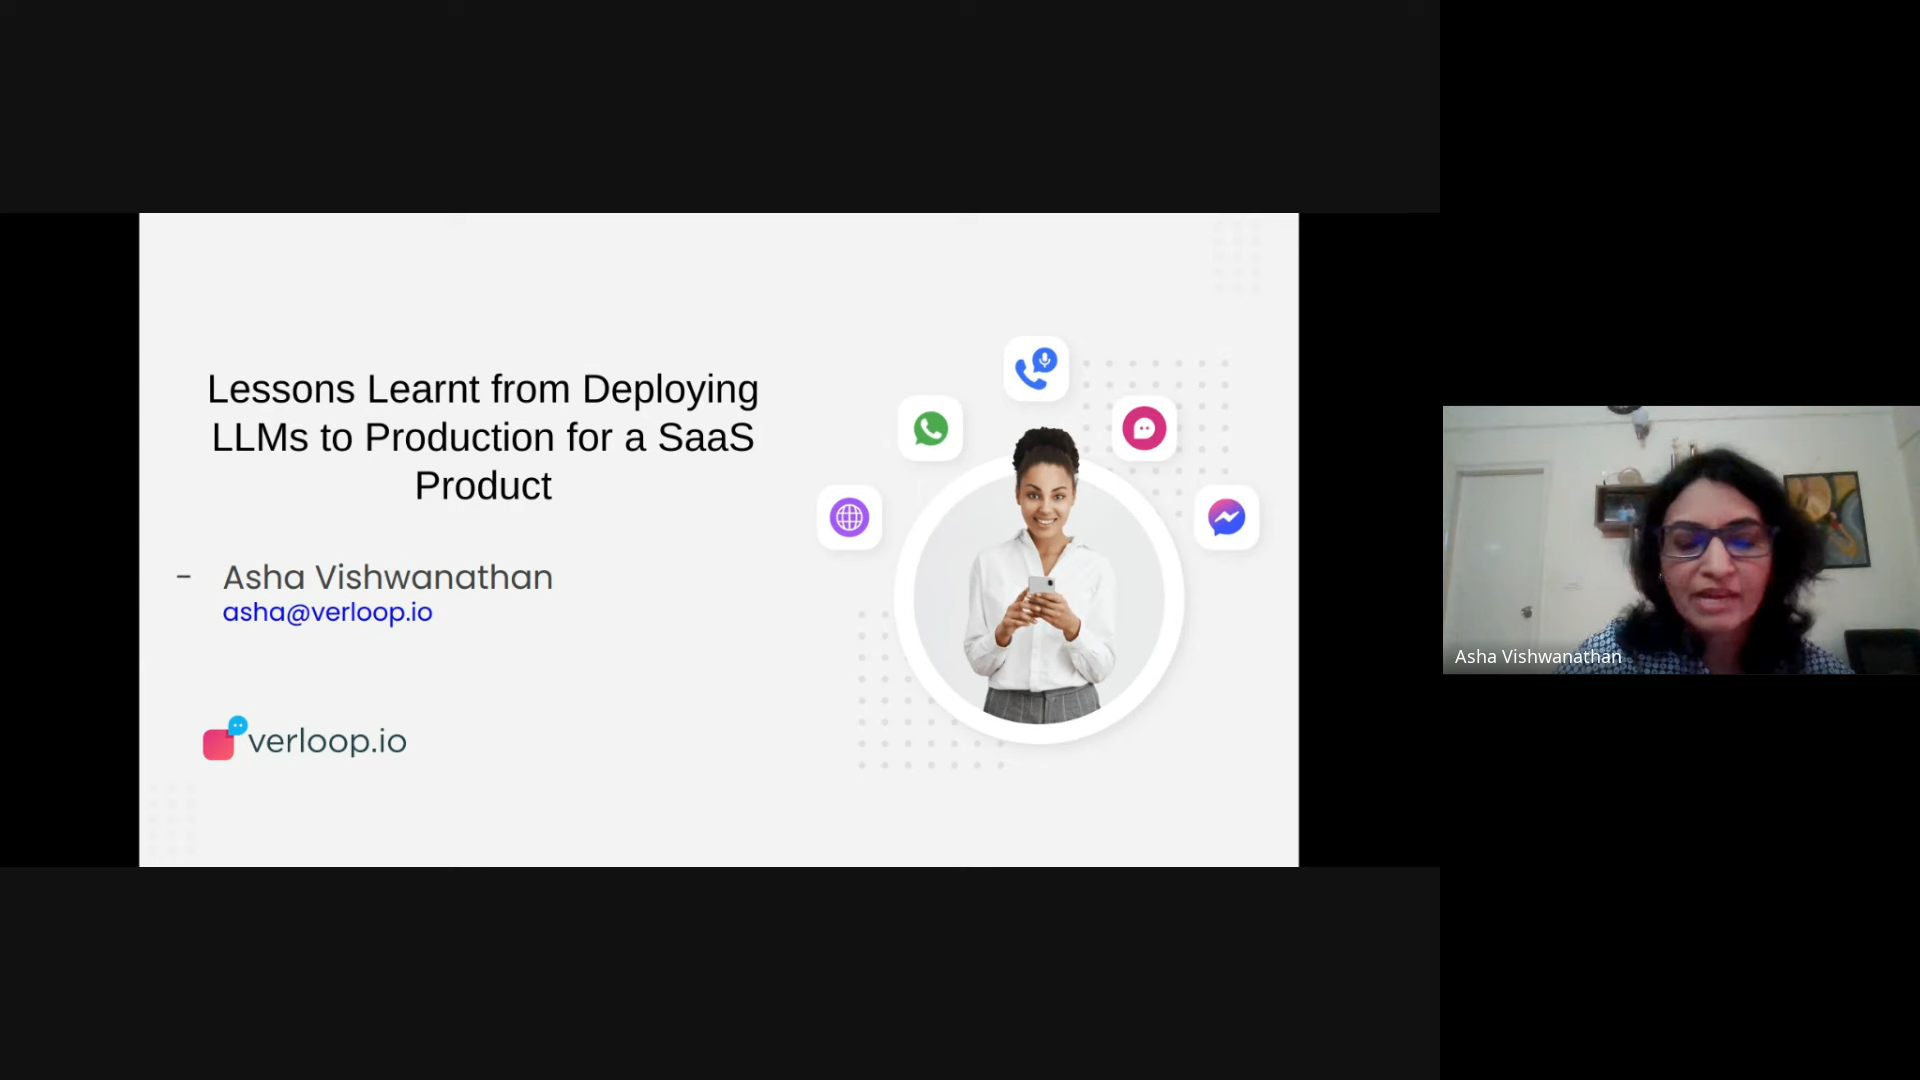 Lessons Learnt from Deploying
LLMs to Production for a SaaS
Product
- Asha Vishwanathan
asha@verloop.io
verloop.io
Asha Vishwanathan